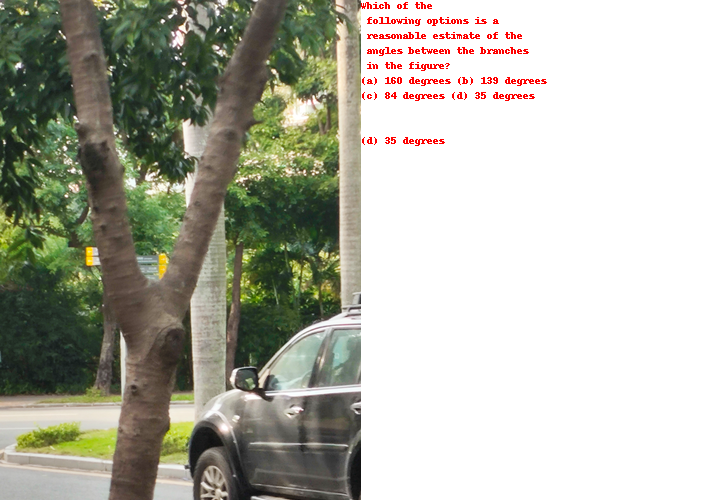 Which of the
following options is a
reasonable estimate of the
angles between the branches
in the figure?
(a) 160 degrees (b) 139 degrees
(c) 84 degrees (d) 35 degrees
(d) 35 degrees